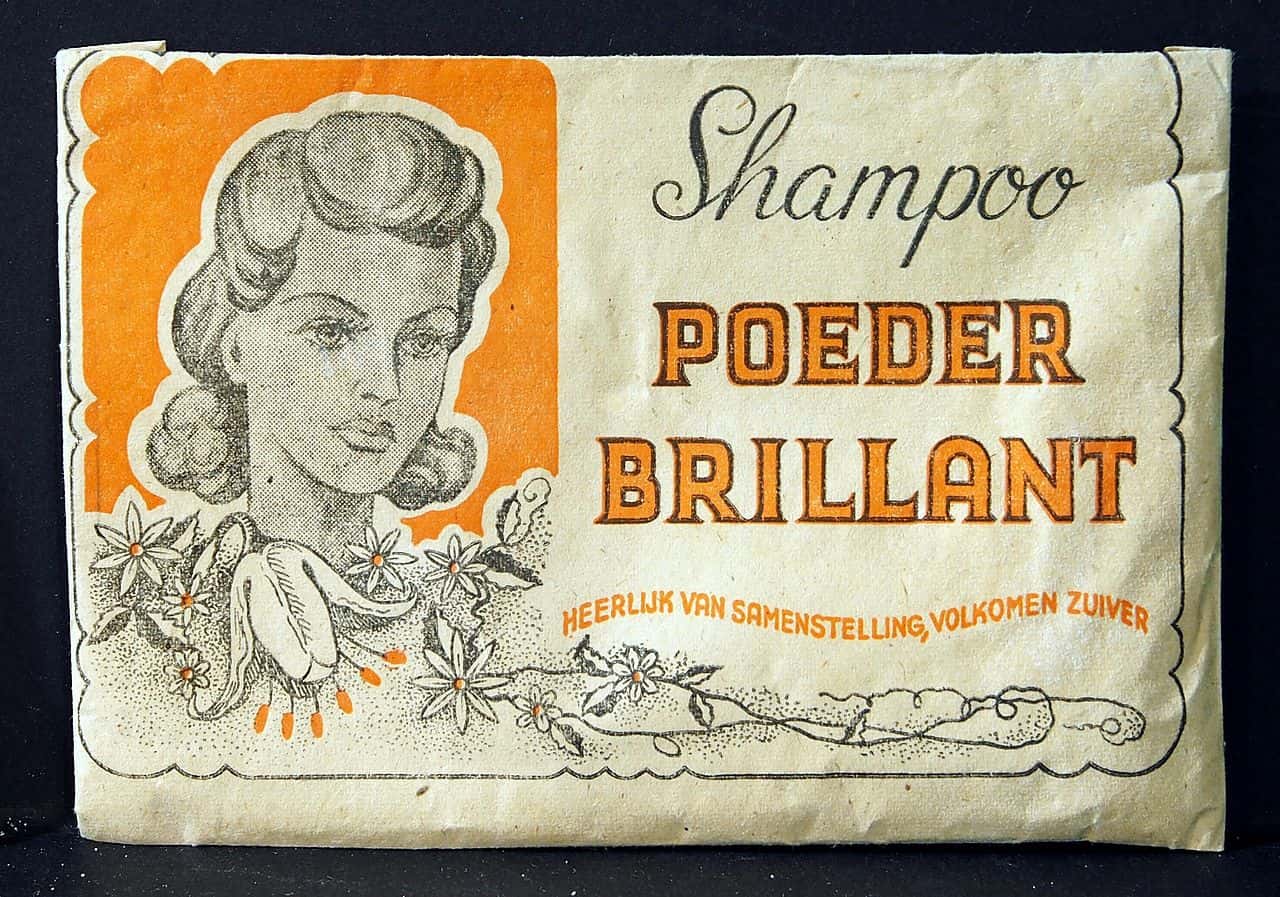 Shampoo
POEDER
BRILLANT
HEERLIJK VAN SAMENSTELLING, VOLKOMEN ZUIVER